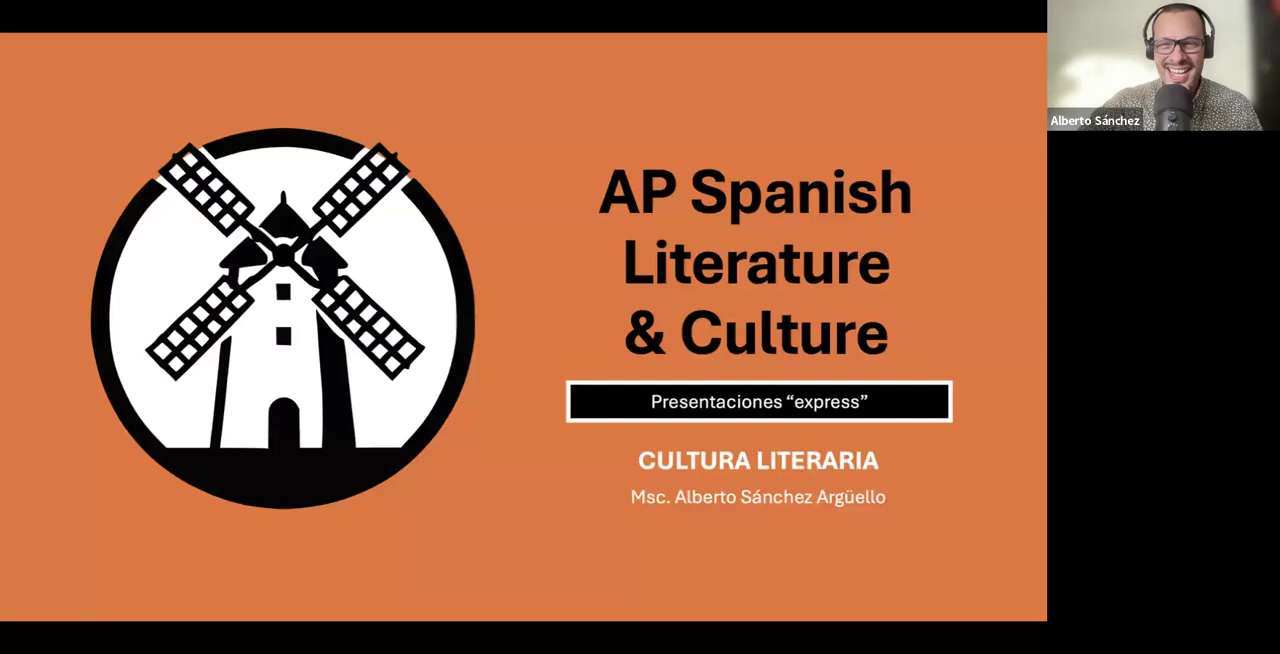 AP Spanish
Literature
& Culture
Presentaciones “express”
CULTURA LITERARIA
Msc. Alberto Sánchez Argüello
Alberto Sánchez